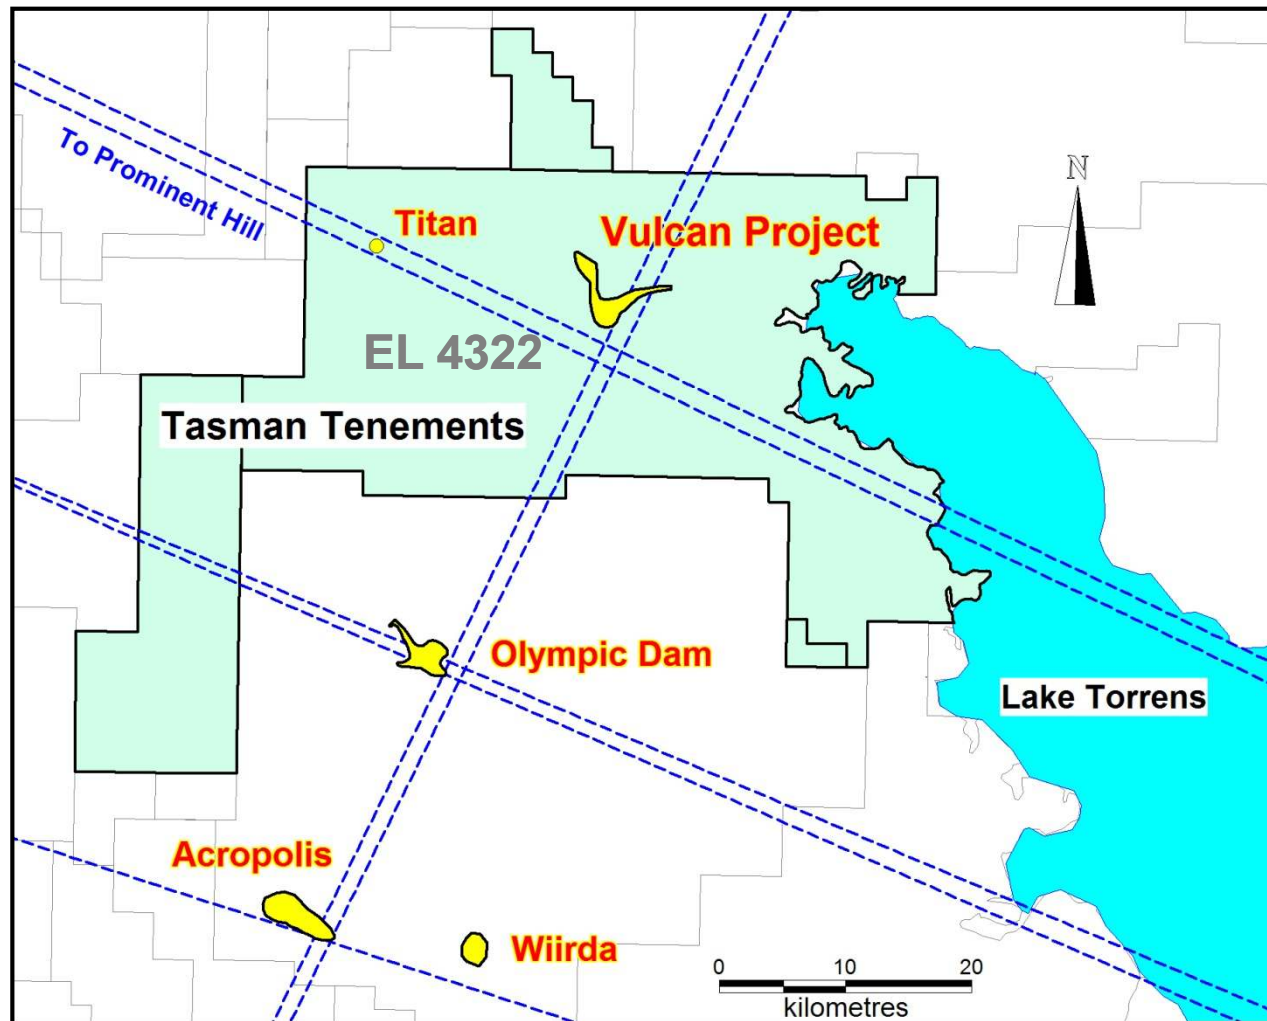 N
To Prominent Hill
Titan
Vulcan Project
EL 4322
Tasman Tenements
Olympic Dam
Lake Torrens
Acropolis
Wiirda
0 10 20
kilometres